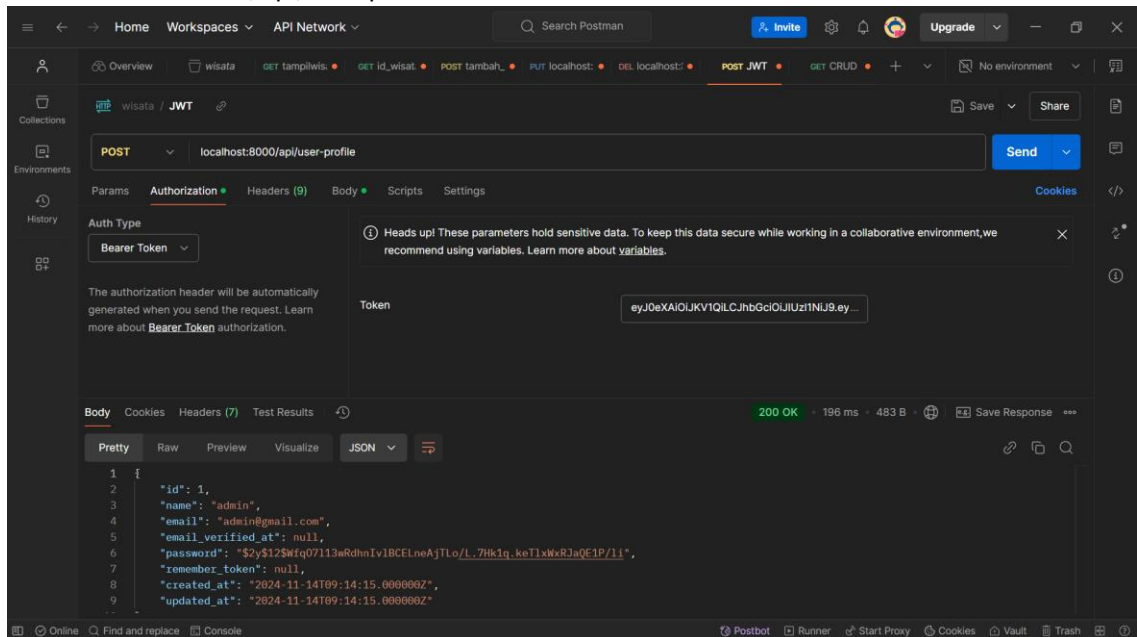 Home Workspaces API Network Search Postman Invite Upgrade
Overview wisata GET tampilwis: GET id_wisat. POST tambah_ PUT localhost: DEL localhost:: POST JWT GET CRUD No environment
Collections
HTTP wisata / JWT Save Share
Environments
POST localhost:8000/api/user-profile Send
History
Params Authorization Headers (9) Body Scripts Settings Cookies
Auth Type
Bearer Token
Heads up! These parameters hold sensitive data. To keep this data secure while working in a collaborative environment,we
recommend using variables. Learn more about variables.
The authorization header will be automatically
generated when you send the request. Learn
more about Bearer Token authorization.
Token eyJ0eXAiOiJKV1QiLCJhbGciOiJIUzI1NiJ9.ey...
Body Cookies Headers (7) Test Results 200 OK 196 ms 483 B Save Response
Pretty Raw Preview Visualize JSON
1 {
2 "id": 1,
3 "name": "admin",
4 "email": "admin@gmail.com",
5 "email_verified_at": null,
6 "password": "$2y$12$Wfq07l13wRdhnIvlBCELneAjTLo/L.7Hk1q.keTlxWxRJaQE1P/li",
7 "remember_token": null,
8 "created_at": "2024-11-14T09:14:15.000000Z",
9 "updated_at": "2024-11-14T09:14:15.000000Z"
Online Find and replace Console Postbot Runner Start Proxy Cookies Vault Trash